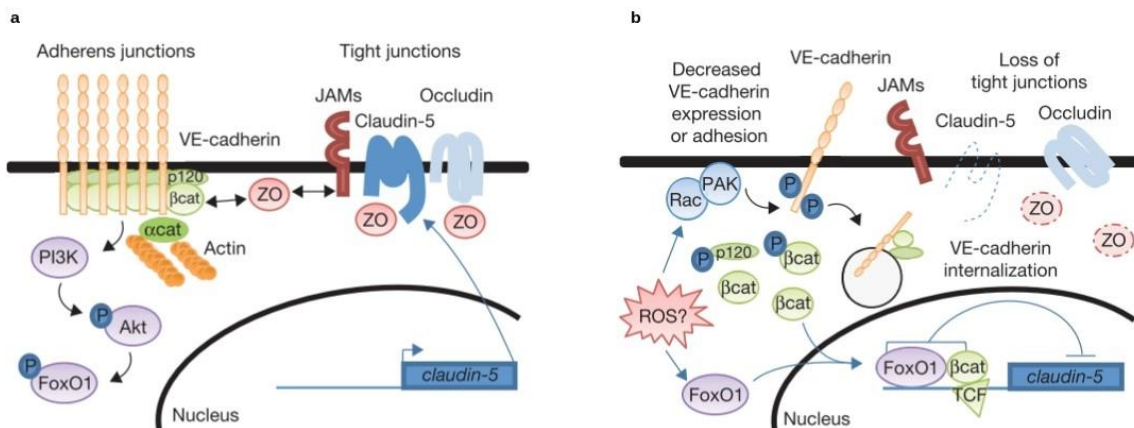 a
Adherens junctions
Tight junctions
JAMs
Occludin
Claudin-5
VE-cadherin
p120
βcat
ZO
αcat
ZO
ZO
Actin
PI3K
P
Akt
P
FoxO1
claudin-5
Nucleus
b
VE-cadherin
Loss of
tight junctions
Decreased
VE-cadherin
expression
or adhesion
JAMs
Claudin-5
Occludin
PAK
Rac
P
P
ZO
ZO
P
p120
P
βcat
βcat
βcat
VE-cadherin
internalization
ROS?
FoxO1
FoxO1
βcat
TCF
claudin-5
Nucleus